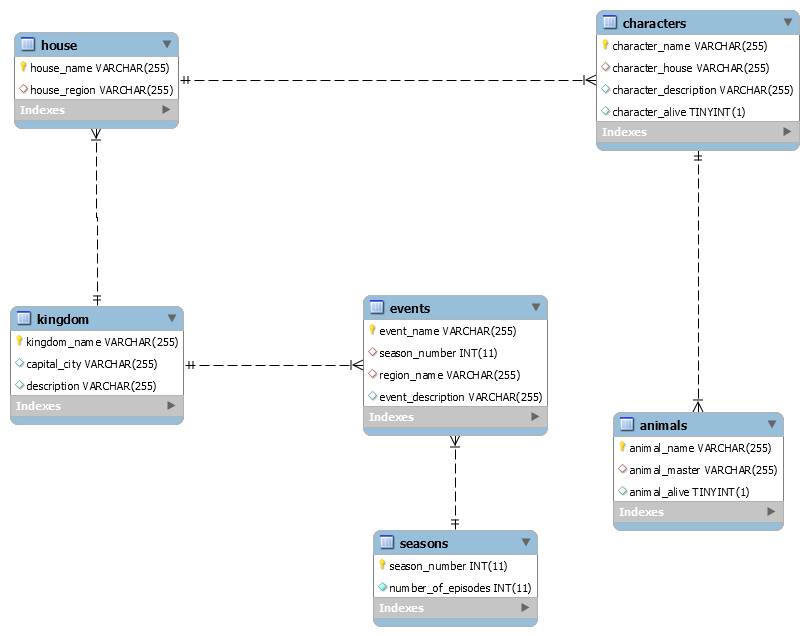 house
house_name VARCHAR(255)
house_region VARCHAR(255)
Indexes
characters
character_name VARCHAR(255)
character_house VARCHAR(255)
character_description VARCHAR(255)
character_alive TINYINT(1)
Indexes
kingdom
kingdom_name VARCHAR(255)
capital_city VARCHAR(255)
description VARCHAR(255)
Indexes
events
event_name VARCHAR(255)
season_number INT(11)
region_name VARCHAR(255)
event_description VARCHAR(255)
Indexes
animals
animal_name VARCHAR(255)
animal_master VARCHAR(255)
animal_alive TINYINT(1)
Indexes
seasons
season_number INT(11)
number_of_episodes INT(11)
Indexes